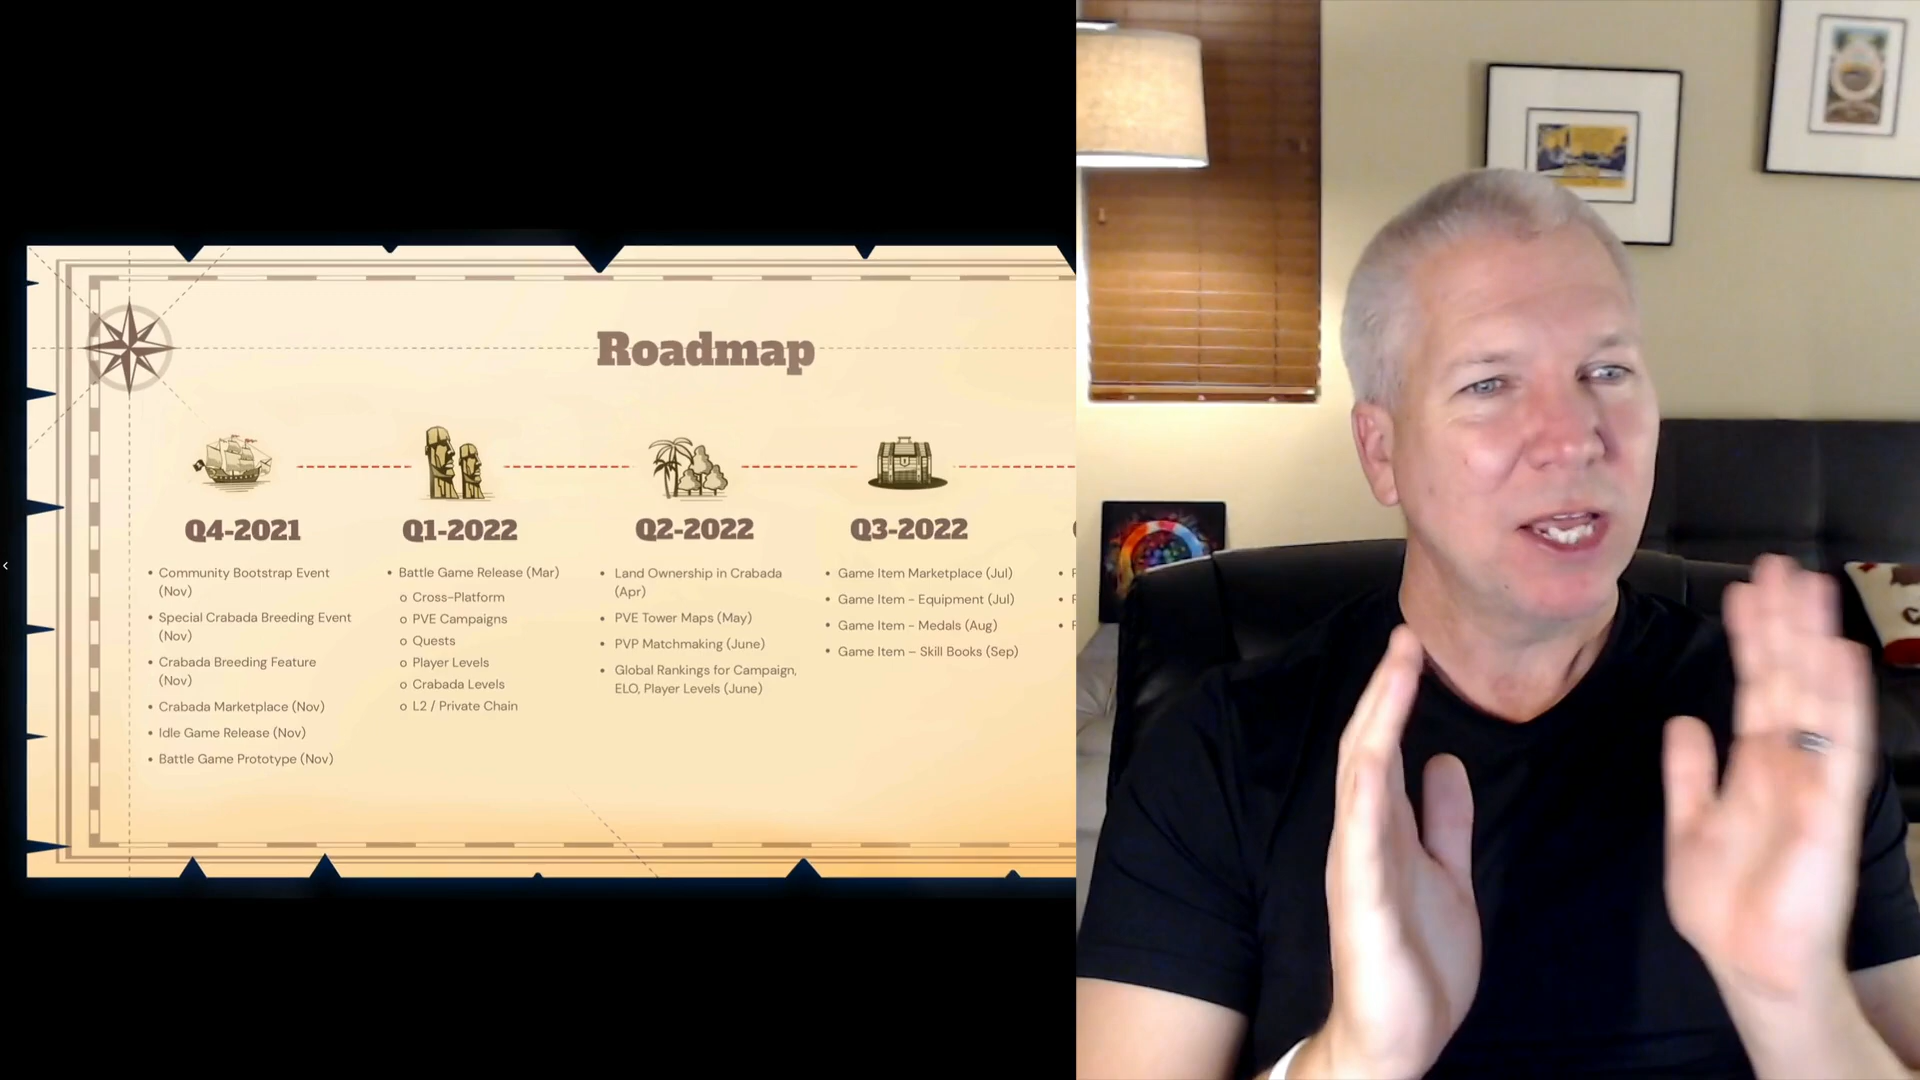 Roadmap
Q4-2021
• Community Bootstrap Event
(Nov)
• Special Crabada Breeding Event
(Nov)
• Crabada Breeding Feature
(Nov)
• Crabada Marketplace (Nov)
• Idle Game Release (Nov)
• Battle Game Prototype (Nov)
Q1-2022
• Battle Game Release (Mar)
o Cross-Platform
o PVE Campaigns
o Quests
o Player Levels
o Crabada Levels
o L2 / Private Chain
Q2-2022
• Land Ownership in Crabada
(Apr)
• PVE Tower Maps (May)
• PVP Matchmaking (June)
• Global Rankings for Campaign,
ELO, Player Levels (June)
Q3-2022
• Game Item Marketplace (Jul)
• Game Item - Equipment (Jul)
• Game Item - Medals (Aug)
• Game Item – Skill Books (Sep)